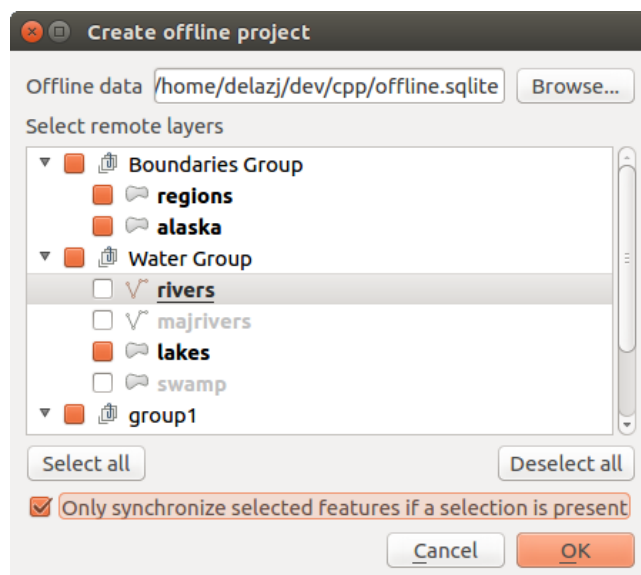 Create offline project
Offline data /home/delazj/dev/cpp/offline.sqlite Browse...
Select remote layers
Boundaries Group
regions
alaska
Water Group
rivers
majrivers
lakes
swamp
group1
Select all Deselect all
Only synchronize selected features if a selection is present
Cancel OK